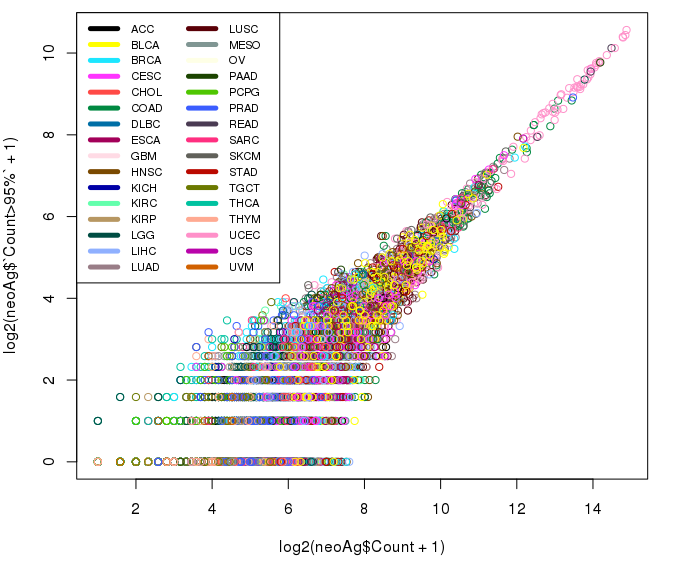 ACC LUSC
BLCA MESO
BRCA OV
CESC PAAD
CHOL PCPG
COAD PRAD
DLBC READ
ESCA SARC
GBM SKCM
HNSC STAD
KICH TGCT
KIRC THCA
KIRP THYM
LGG UCEC
LIHC UCS
LUAD UVM
log2(neoAg$`Count>95%` + 1)
10
8
6
4
2
0
2 4 6 8 10 12 14
log2(neoAg$Count + 1)